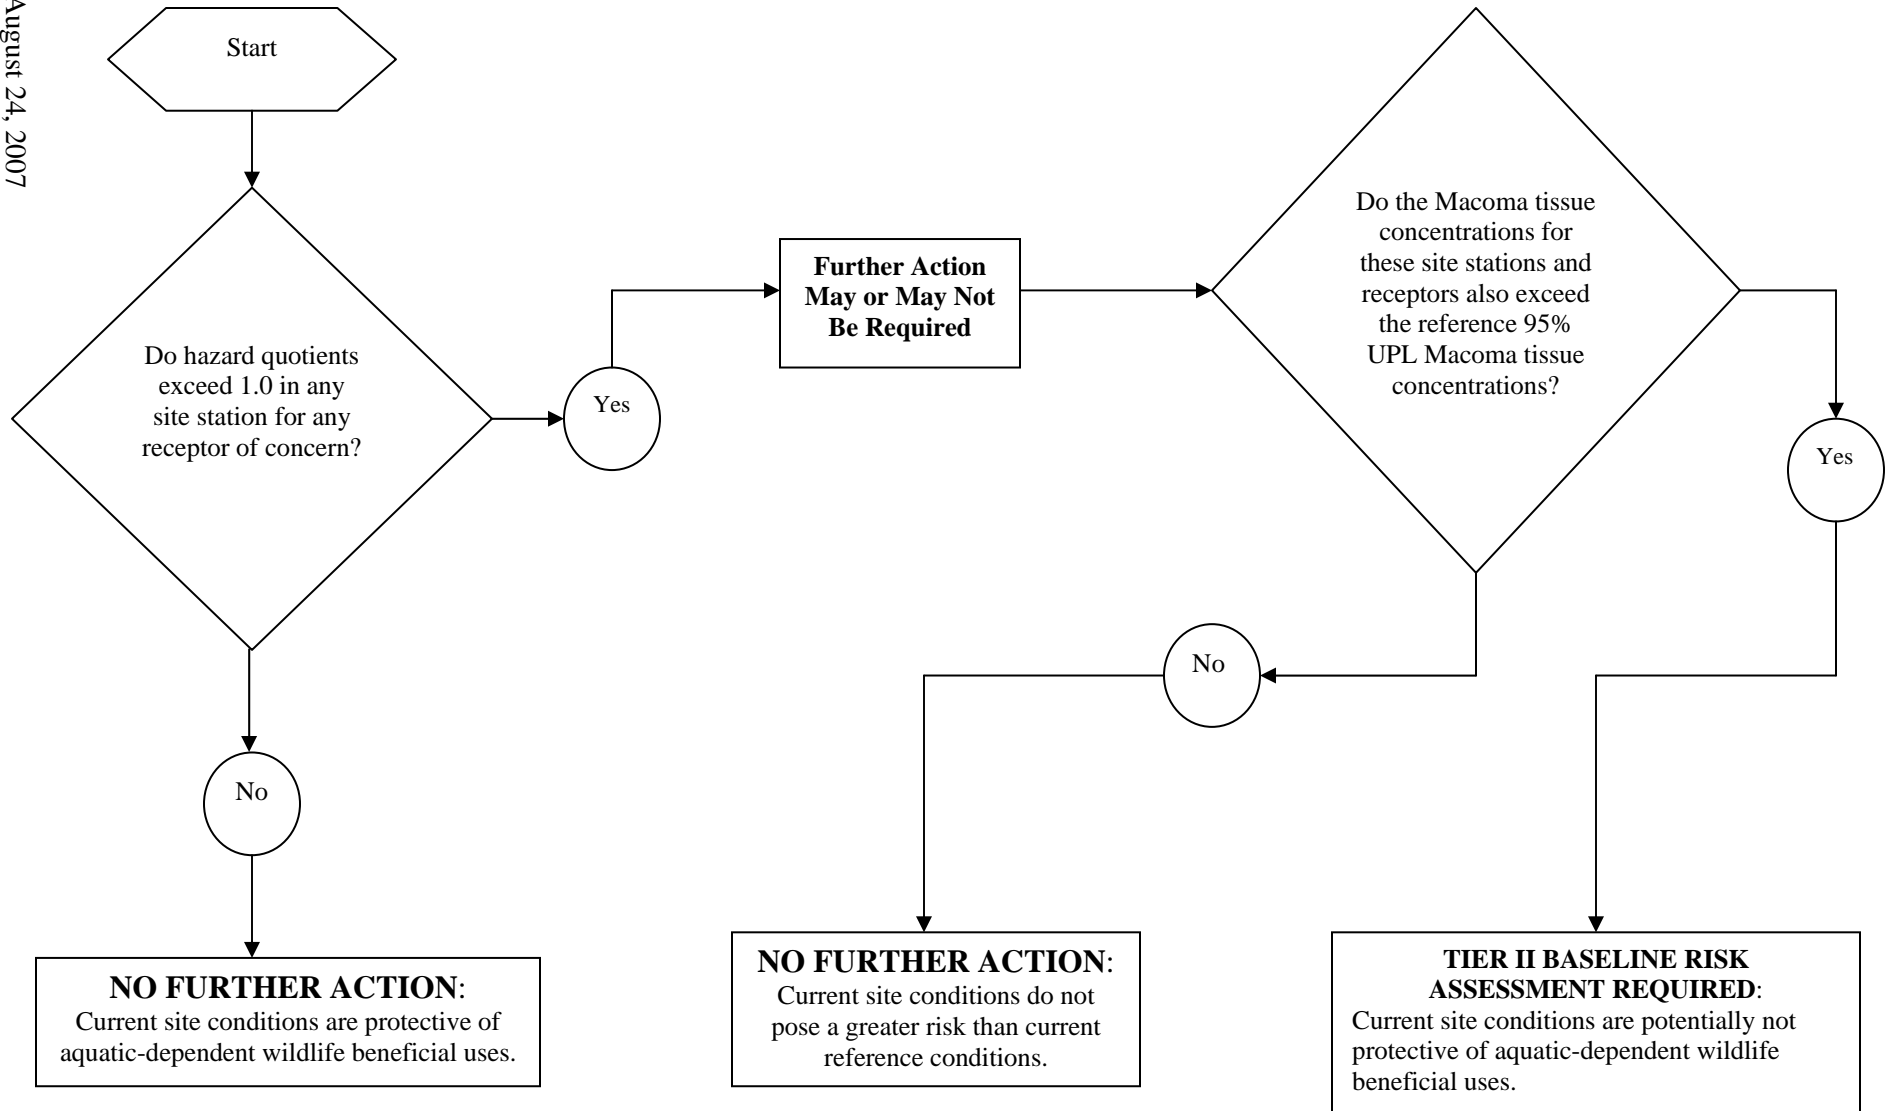 August 24, 2007
Start
Do hazard quotients
exceed 1.0 in any
site station for any
receptor of concern?
Yes
Further Action
May or May Not
Be Required
Do the Macoma tissue
concentrations for
these site stations and
receptors also exceed
the reference 95%
UPL Macoma tissue
concentrations?
Yes
No
No
NO FURTHER ACTION:
Current site conditions are protective of
aquatic-dependent wildlife beneficial uses.
NO FURTHER ACTION:
Current site conditions do not
pose a greater risk than current
reference conditions.
TIER II BASELINE RISK
ASSESSMENT REQUIRED:
Current site conditions are potentially not
protective of aquatic-dependent wildlife
beneficial uses.